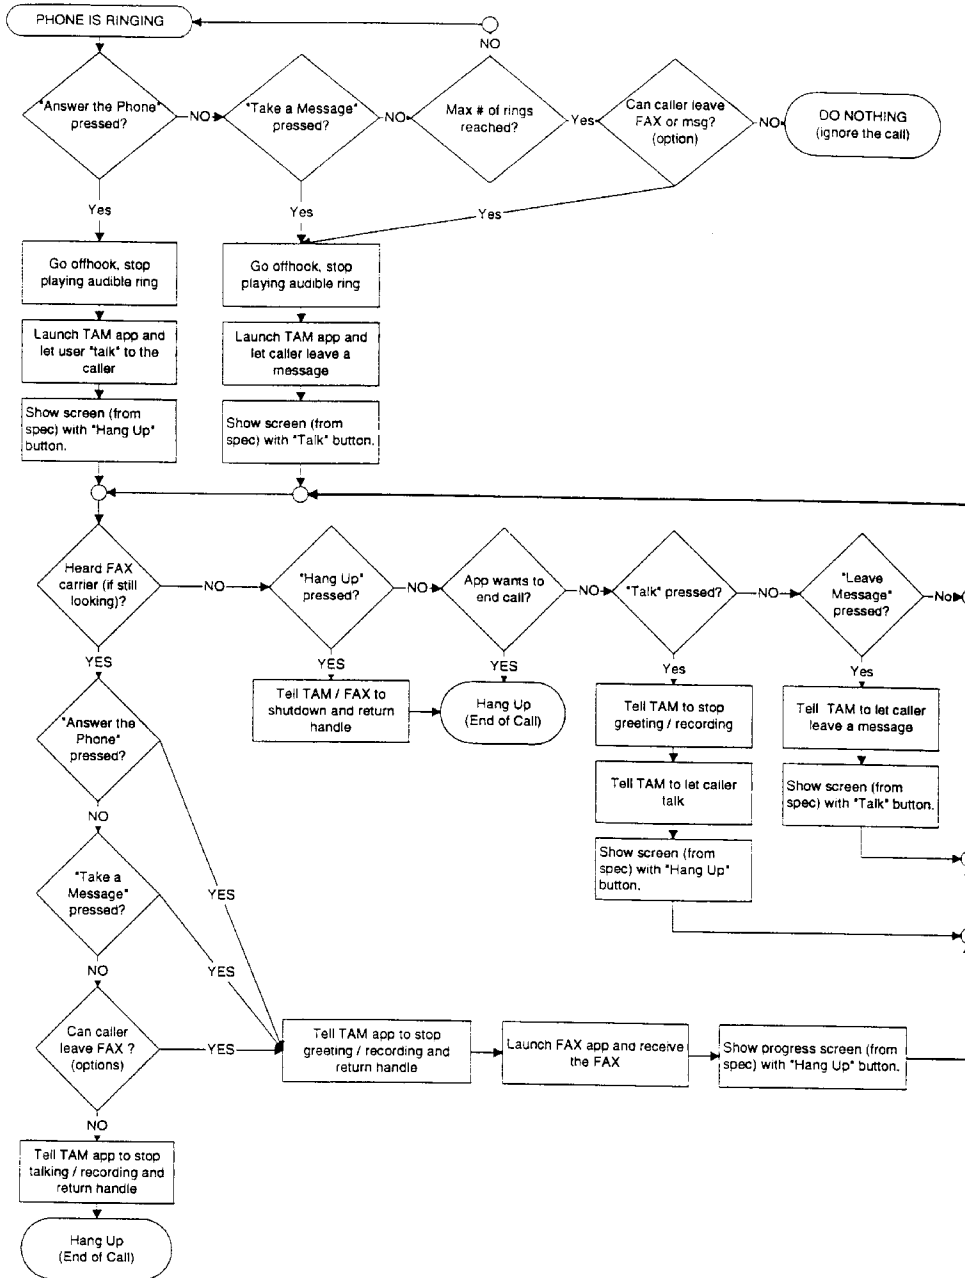 PHONE IS RINGING
NO
"Answer the Phone"
pressed?
NO
"Take a Message"
pressed?
NO
Max # of rings
reached?
Yes
Can caller leave
FAX or msg?
(option)
NO
DO NOTHING
(ignore the call)
Yes
Yes
Yes
Go offhook, stop
playing audible ring
Go offhook, stop
playing audible ring
Launch TAM app and
let user "talk" to the
caller
Launch TAM app and
let caller leave a
message
Show screen (from
spec) with "Hang Up"
button.
Show screen (from
spec) with "Talk" button.
Heard FAX
carrier (if still
looking)?
NO
"Hang Up"
pressed?
NO
App wants to
end call?
NO
"Talk" pressed?
NO
"Leave
Message"
pressed?
No
YES
YES
YES
Yes
Yes
Tell TAM / FAX to
shutdown and return
handle
Hang Up
(End of Call)
Tell TAM to stop
greeting / recording
Tell TAM to let caller
leave a message
"Answer the
Phone"
pressed?
Tell TAM to let caller
talk
Show screen (from
spec) with "Talk" button.
NO
Show screen (from
spec) with "Hang Up"
button.
"Take a
Message"
pressed?
YES
YES
NO
Can caller
leave FAX ?
(options)
YES
Tell TAM app to stop
greeting / recording and
return handle
Launch FAX app and receive
the FAX
Show progress screen (from
spec) with "Hang Up" button.
NO
Tell TAM app to stop
talking / recording and
return handle
Hang Up
(End of Call)